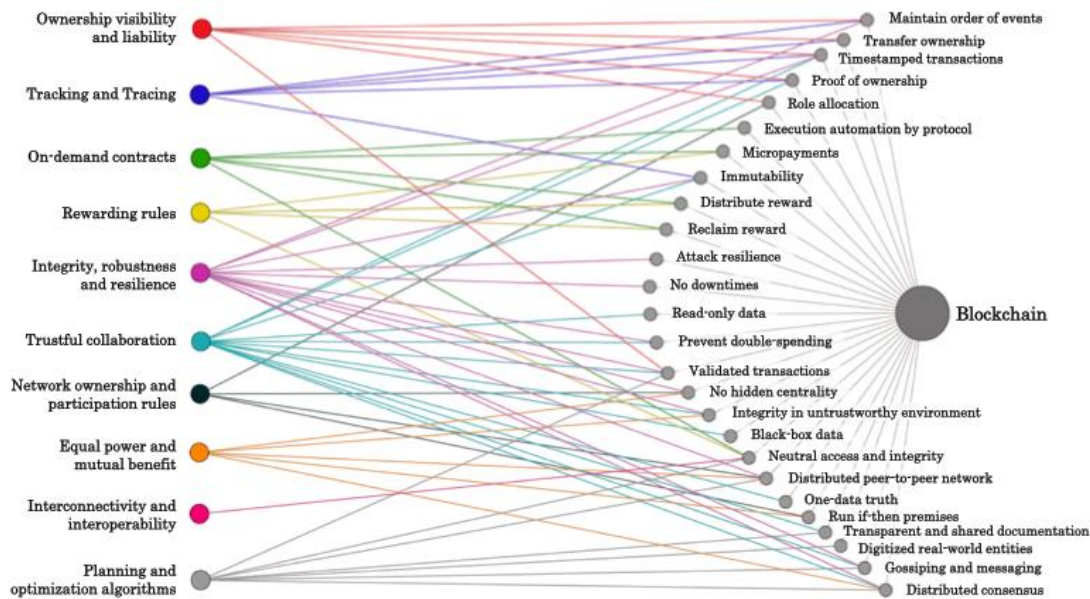 Ownership visibility
and liability
Tracking and Tracing
On-demand contracts
Rewarding rules
Integrity, robustness
and resilience
Trustful collaboration
Network ownership and
participation rules
Equal power and
mutual benefit
Interconnectivity and
interoperability
Planning and
optimization algorithms
Maintain order of events
Transfer ownership
Timestamped transactions
Proof of ownership
Role allocation
Execution automation by protocol
Micropayments
Immutability
Distribute reward
Reclaim reward
Attack resilience
No downtimes
Read-only data
Prevent double-spending
Validated transactions
No hidden centrality
Integrity in untrustworthy environment
Black-box data
Neutral access and integrity
Distributed peer-to-peer network
One-data truth
Run if-then premises
Transparent and shared documentation
Digitized real-world entities
Gossiping and messaging
Distributed consensus
Blockchain